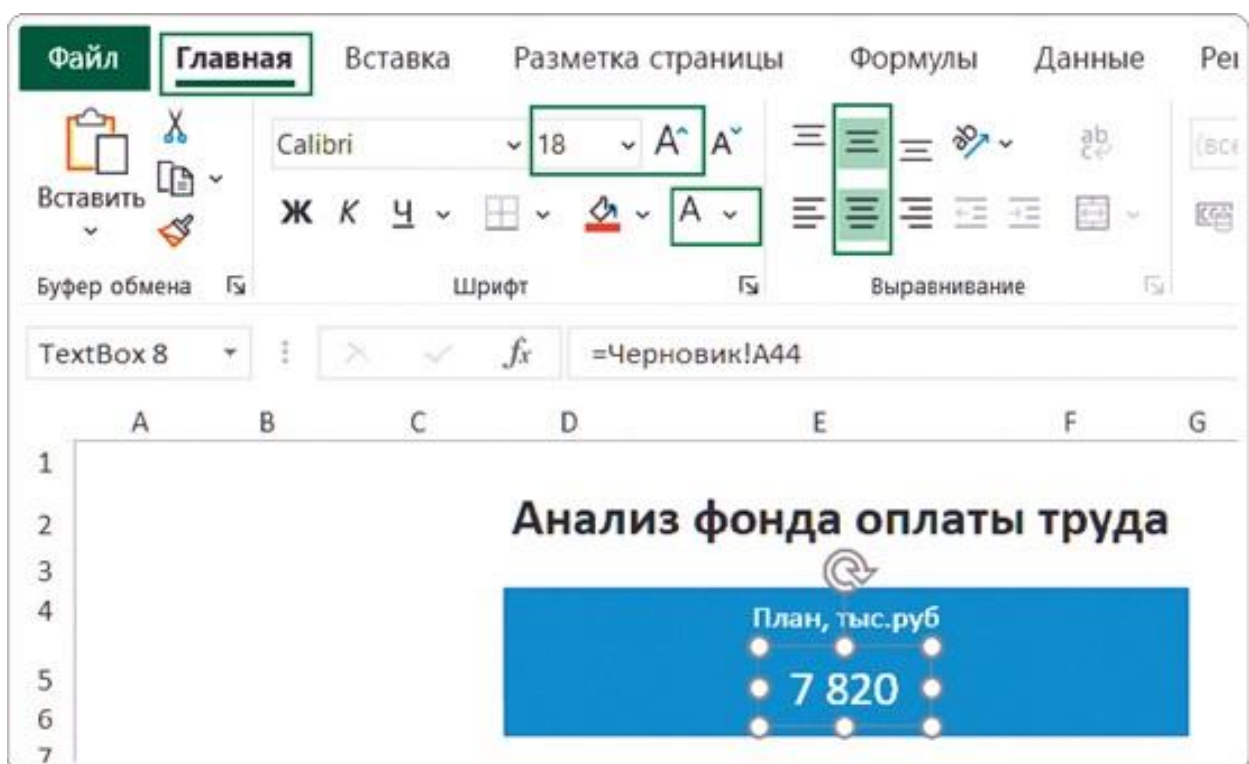 Файл Главная Вставка Разметка страницы Формулы Данные
Calibri 18 A A ab
Вставить Ж К Ч A
Буфер обмена Шрифт Выравнивание
TextBox 8 fx =Черновик!A44
A B C D E F G
1
2 Анализ фонда оплаты труда
3
4 План, тыс.руб
5 7 820
6
7